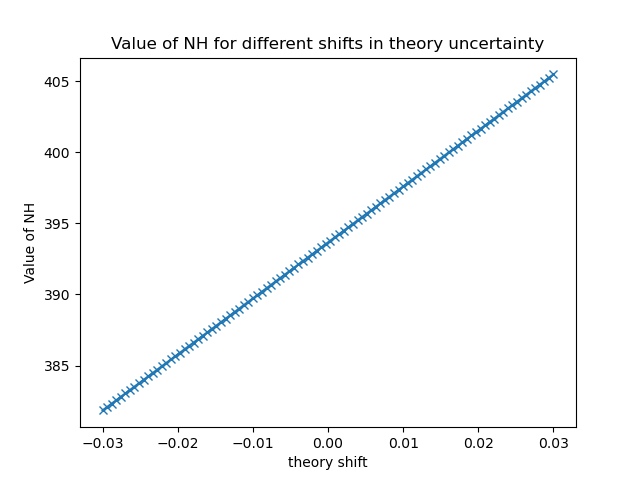 Value of NH for different shifts in theory uncertainty
Value of NH
405
400
395
390
385
−0.03 −0.02 −0.01 0.00 0.01 0.02 0.03
theory shift